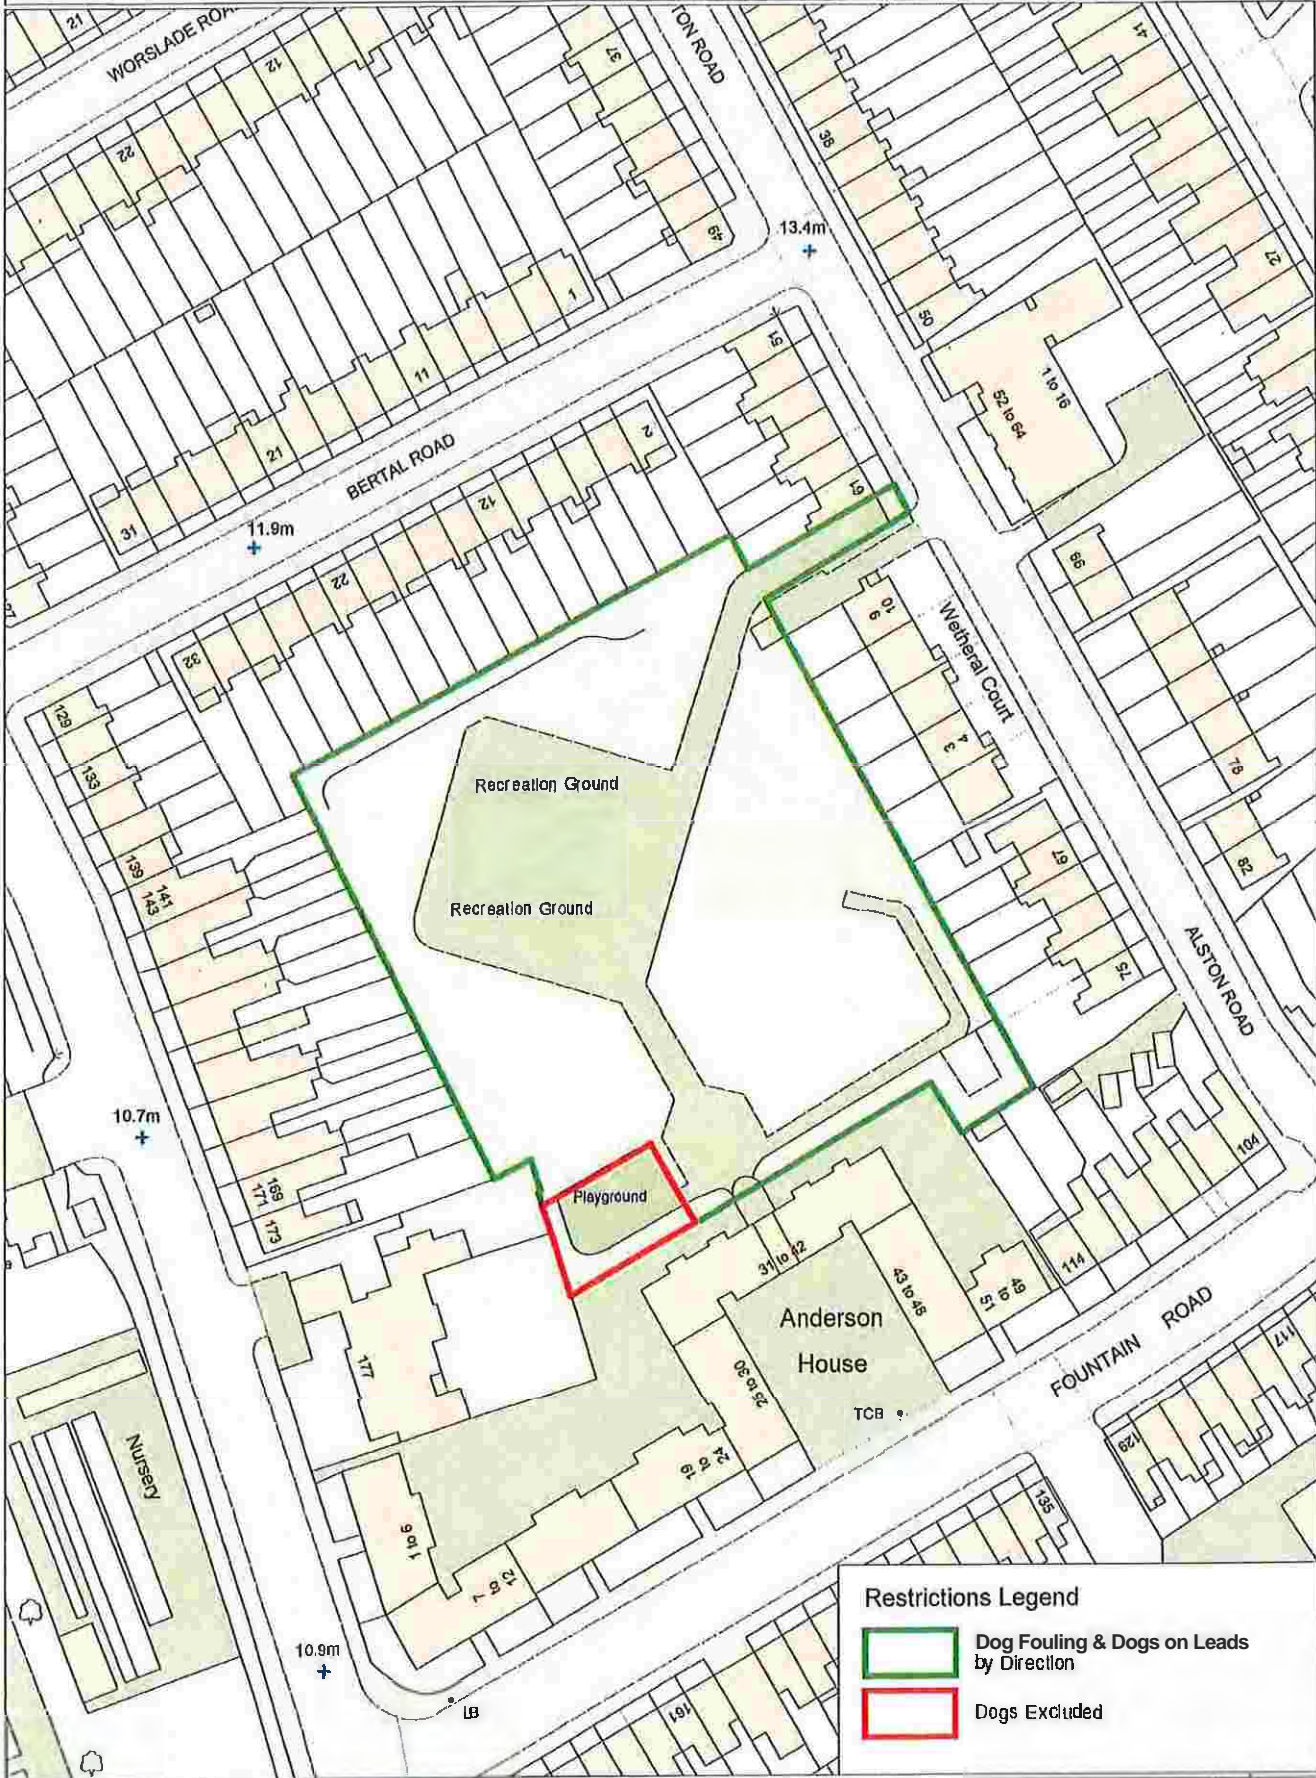 21
WORSLADE ROA
12
22
37
TON ROAD
41
38
49
13.4m
27
1
50
51
11
1 to 16
52 to 64
21
BERTAL ROAD
2
31
12
61
11.9m
22
66
10
9
Wetheral Court
32
129
4
3
133
78
Recreation Ground
67
82
139
141
143
Recreation Ground
75
ALSTON ROAD
10.7m
104
169
171
173
Playground
31 to 42
114
43 to 48
49
to
51
Anderson
House
FOUNTAIN ROAD
117
177
25 to 30
TCB
129
Nursery
24
to
19
135
1 to 6
12
to
7
Restrictions Legend
Dog Fouling & Dogs on Leads
by Direction
10.9m
Dogs Excluded
LB
161